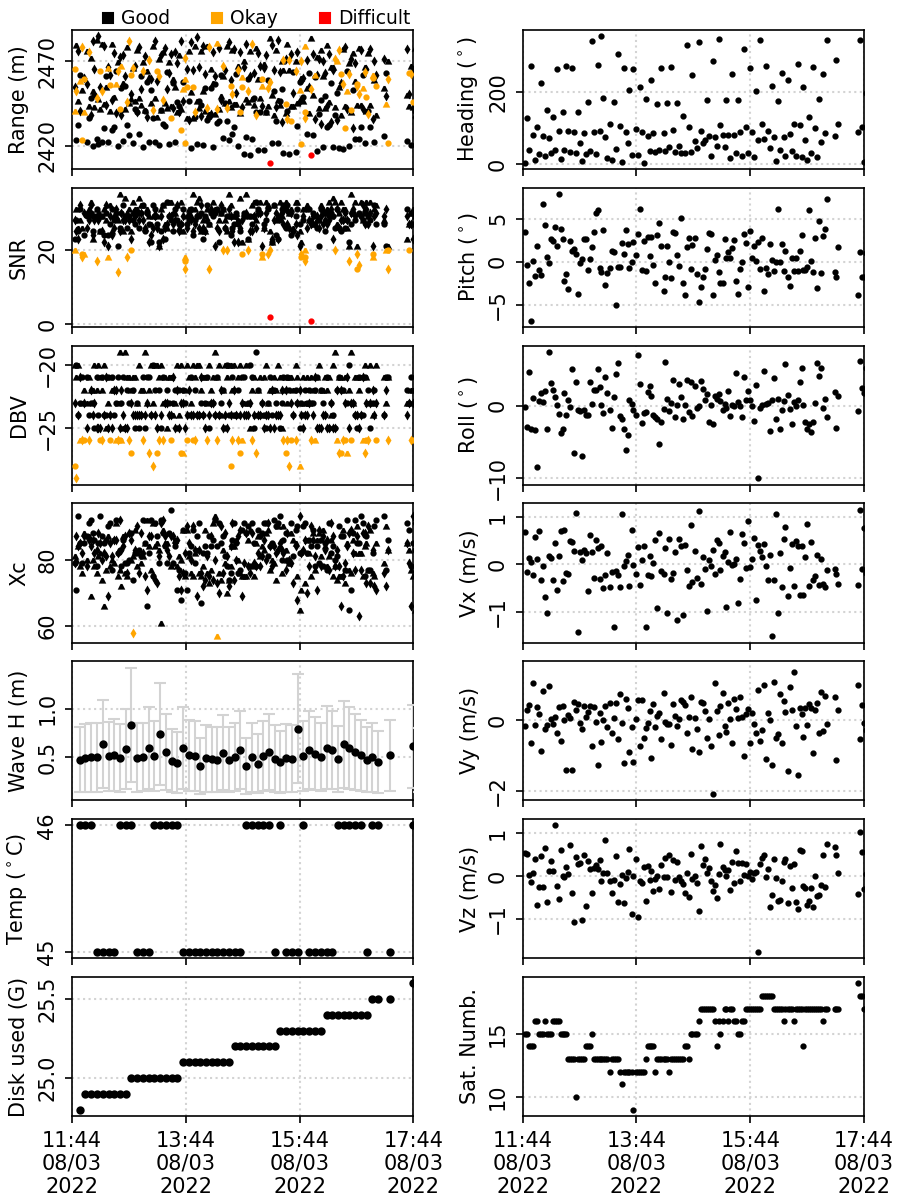 Good Okay Difficult
Range (m)
2470
2420
Heading (°)
200
0
SNR
20
0
Pitch (°)
5
0
−5
DBV
−20
−25
Roll (°)
0
−10
Xc
80
60
Vx (m/s)
1
0
−1
Wave H (m)
1.0
0.5
Vy (m/s)
0
−2
Temp (°C)
46
45
Vz (m/s)
1
0
−1
Disk used (G)
25.5
25.0
Sat. Numb.
15
10
11:44 13:44 15:44 17:44
08/03 08/03 08/03 08/03
2022 2022 2022 2022
11:44 13:44 15:44 17:44
08/03 08/03 08/03 08/03
2022 2022 2022 2022